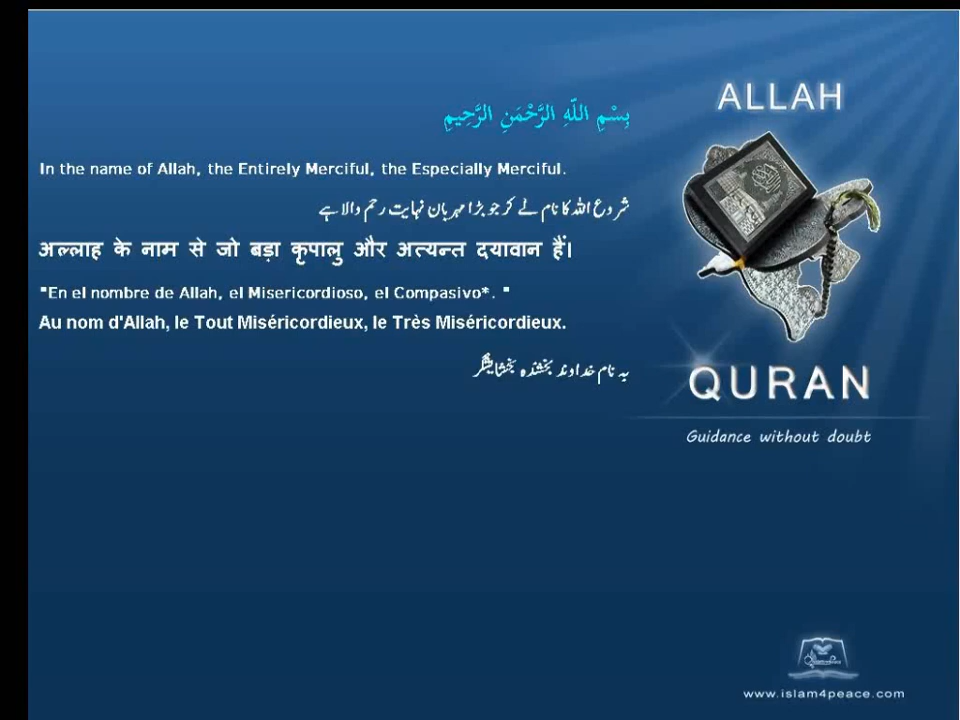 بِسْمِ اللَّهِ الرَّحْمَنِ الرَّحِيمِ
In the name of Allah, the Entirely Merciful, the Especially Merciful.
شروع اللہ کا نام لے کر جو بڑا مہربان نہایت رحم والا ہے
अल्लाह के नाम से जो बड़ा कृपालु और अत्यन्त दयावान हैं।
"En el nombre de Allah, el Misericordioso, el Compasivo*. "
Au nom d'Allah, le Tout Miséricordieux, le Très Miséricordieux.
به نام خداوند بخشنده بخشایشگر
ALLAH
QURAN
Guidance without doubt
www.islam4peace.com